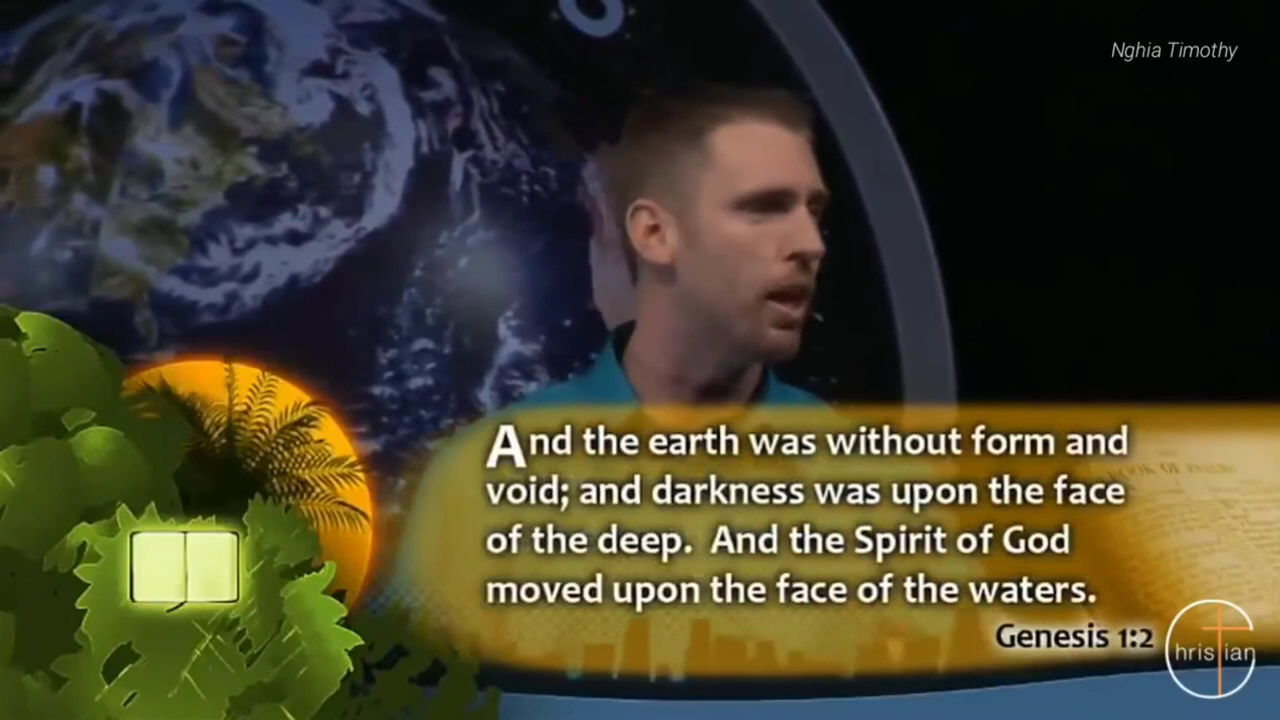 Nghia Timothy
And the earth was without form and
void; and darkness was upon the face
of the deep. And the Spirit of God
moved upon the face of the waters.
Genesis 1:2
hristian